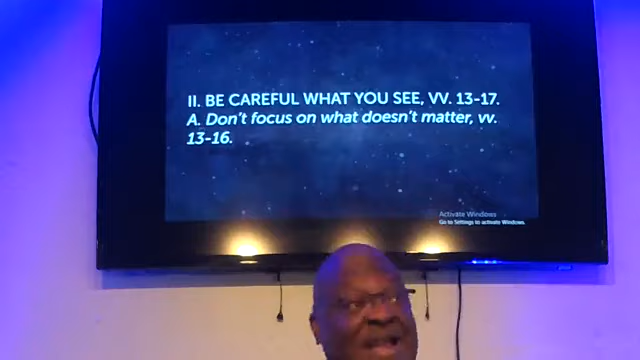 II. BE CAREFUL WHAT YOU SEE, VV. 13-17.
A. Don't focus on what doesn't matter, vv.
13-16.
Activate Windows
Go to Settings to activate Windows.